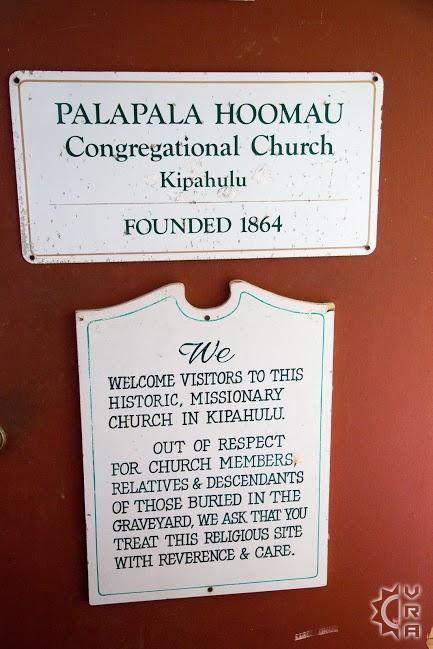 PALAPALA HOOMAU
Congregational Church
Kipahulu
FOUNDED 1864
We
WELCOME VISITORS TO THIS
HISTORIC, MISSIONARY
CHURCH IN KIPAHULU.
OUT OF RESPECT
FOR CHURCH MEMBERS,
RELATIVES & DESCENDANTS
OF THOSE BURIED IN THE
GRAVEYARD, WE ASK THAT YOU
TREAT THIS RELIGIOUS SITE
WITH REVERENCE & CARE.
VRA